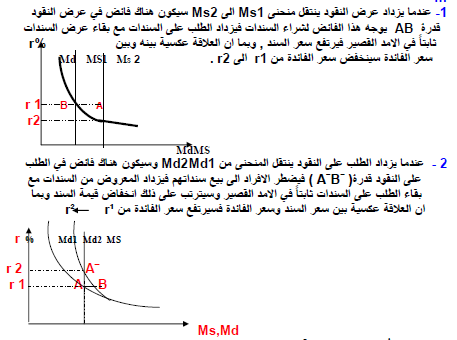 1- عندما يزداد عرض النقود ينتقل منحنى Ms1 الى Ms2 سيكون هناك فائض في عرض النقود
قدرة AB يوجه هذا الفائض لشراء السندات فيزداد الطلب على السندات مع بقاء عرض السندات
ثابتاً في الامد القصير فيرتفع سعر السند , وبما ان العلاقة عكسية بينه وبين
سعر الفائدة سينخفض سعر الفائدة من r1 الى r2 .
r%
Md MS1 Ms 2
r 1 B A
r2
MdMS
2 - عندما يزداد الطلب على النقود ينتقل المنحنى من Md2Md1 وسيكون هناك فائض في الطلب
على النقود قدرة( A¯B¯ ) فيضطر الافراد الى بيع سنداتهم فيزداد المعروض من السندات مع
بقاء الطلب على السندات ثابتاً في الامد القصير وسيترتب على ذلك انخفاض قيمة السند وبما
ان العلاقة عكسية بين سعر السند وسعر الفائدة فسيرتفع سعر الفائدة من r¹ ← r²
r % Md1 Md2 MS
r 2 A¯
r 1 A B
Ms,Md